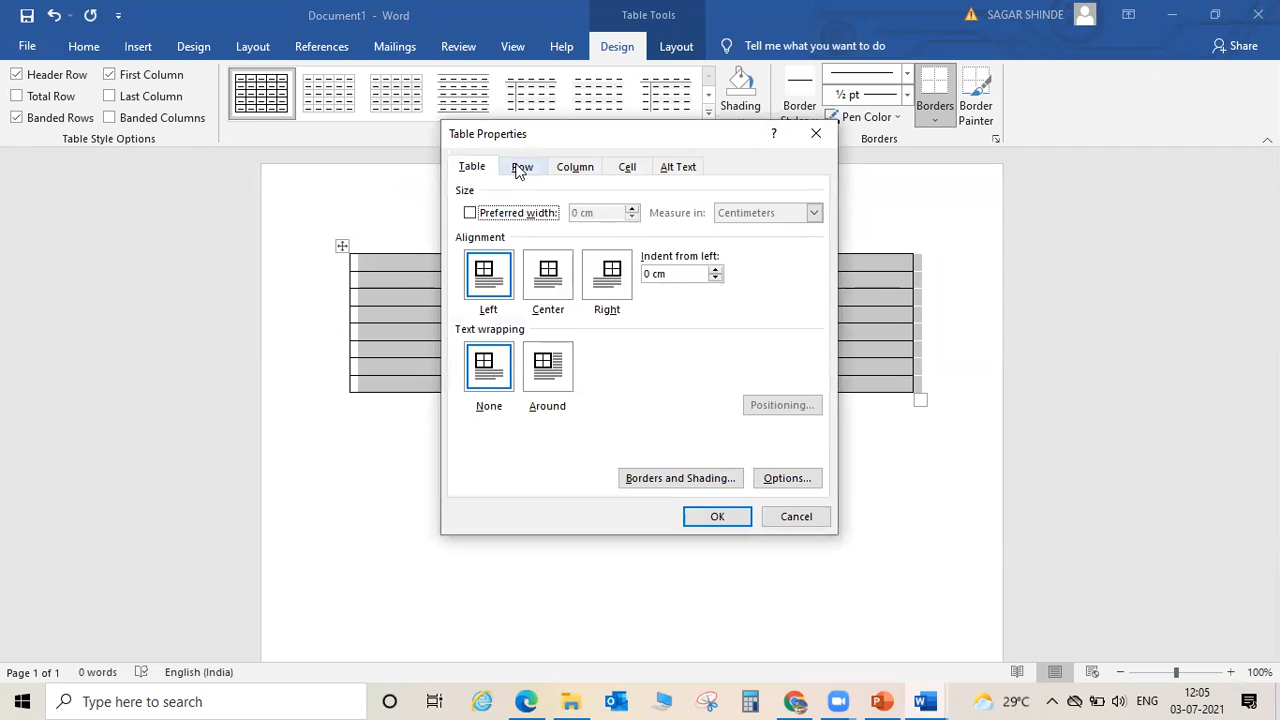 Document1 - Word
Table Tools
SAGAR SHINDE
File Home Insert Design Layout References Mailings Review View Help Design Layout Tell me what you want to do Share
Header Row First Column
Total Row Last Column
Banded Rows Banded Columns
Table Style Options
Shading
Border
½ pt
Pen Color
Borders
Border
Painter
Borders
Table Properties
?
Table Row Column Cell Alt Text
Size
Preferred width: 0 cm Measure in: Centimeters
Alignment
Indent from left:
0 cm
Left Center Right
Text wrapping
None Around
Positioning...
Borders and Shading... Options...
OK Cancel
Page 1 of 1 0 words English (India) 100%
Type here to search
29°C ENG 12:05
03-07-2021